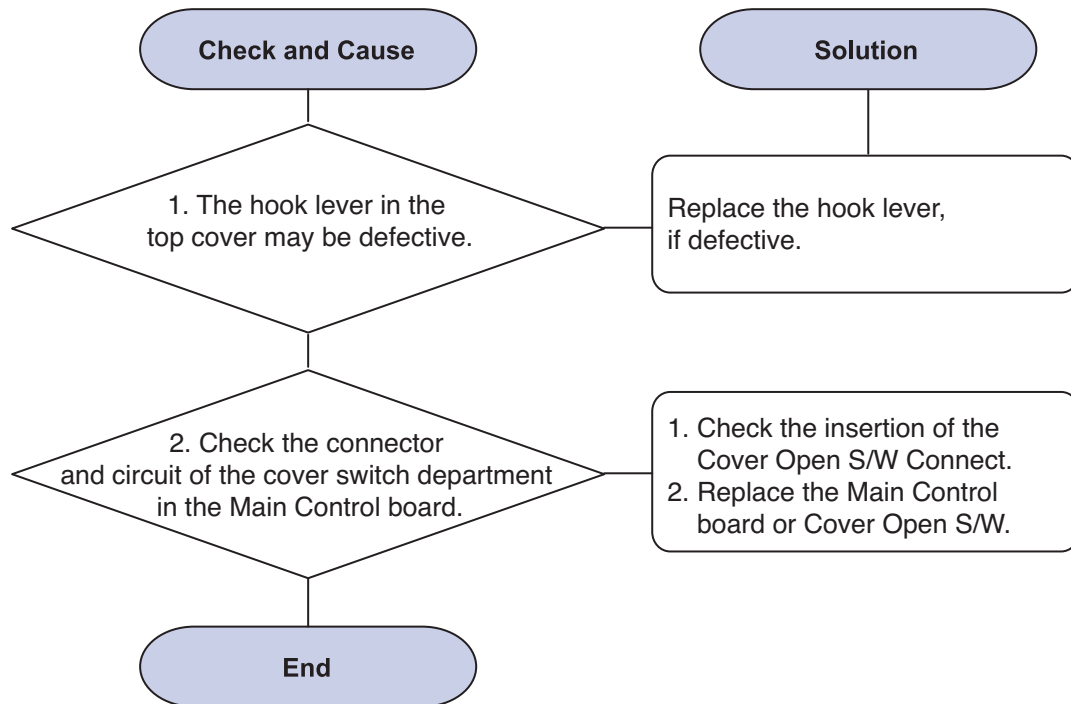 Check and Cause
Solution
1. The hook lever in the
top cover may be defective.
Replace the hook lever,
if defective.
2. Check the connector
and circuit of the cover switch department
in the Main Control board.
1. Check the insertion of the
Cover Open S/W Connect.
2. Replace the Main Control
board or Cover Open S/W.
End